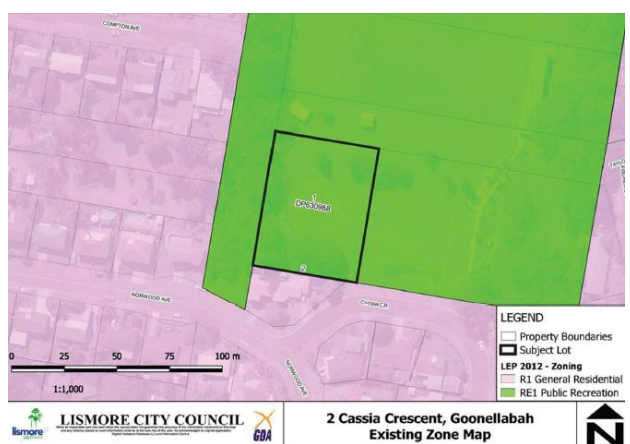 COMPTON AVE
1
DP630988
2
NORWOOD AVE
CASSIA CR
NORWOOD AVE
0 25 50 75 100 m
1:1,000
LEGEND
Property Boundaries
Subject Lot
LEP 2012 - Zoning
R1 General Residential
RE1 Public Recreation
lismore
LISMORE CITY COUNCIL
GDA
2 Cassia Crescent, Goonellabah
Existing Zone Map
N